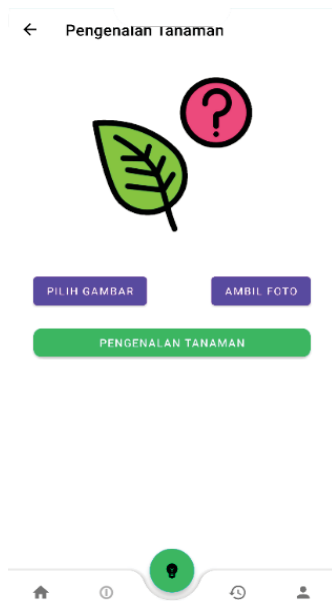 Pengenalan Tanaman
?
PILIH GAMBAR
AMBIL FOTO
PENGENALAN TANAMAN